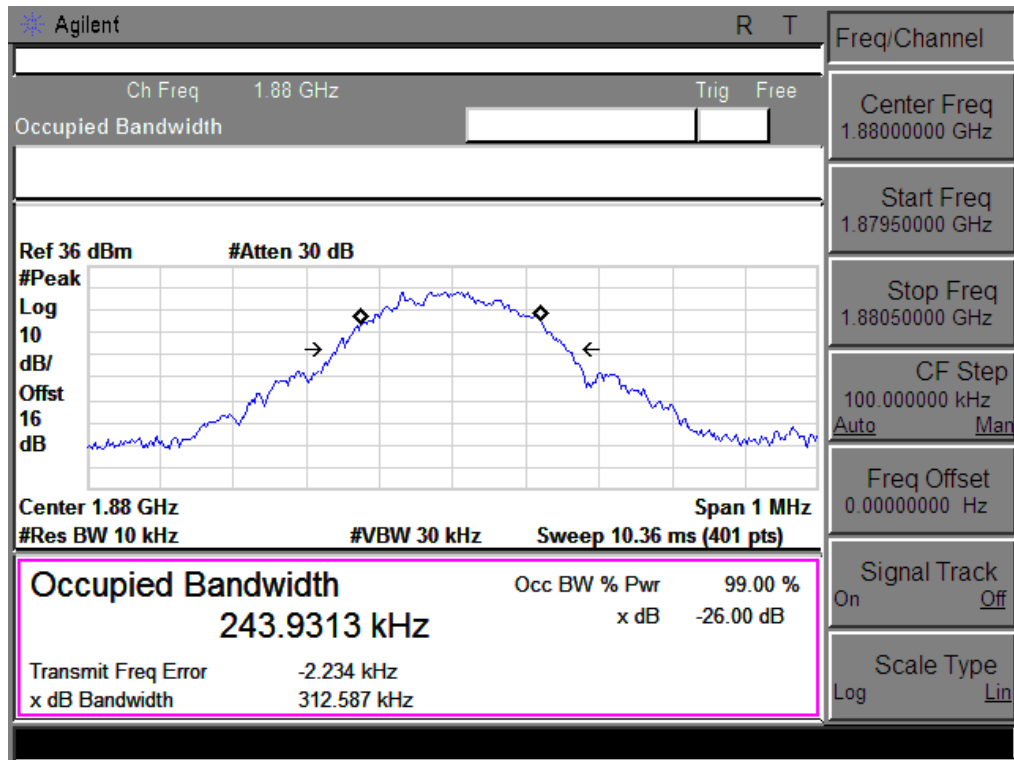 Agilent R T
Ch Freq 1.88 GHz Trig Free
Occupied Bandwidth
Ref 36 dBm #Atten 30 dB
#Peak
Log
10
dB/
Offst
16
dB
Center 1.88 GHz Span 1 MHz
#Res BW 10 kHz #VBW 30 kHz Sweep 10.36 ms (401 pts)
Occupied Bandwidth Occ BW % Pwr 99.00 %
243.9313 kHz x dB -26.00 dB
Transmit Freq Error -2.234 kHz
x dB Bandwidth 312.587 kHz
Freq/Channel
Center Freq
1.88000000 GHz
Start Freq
1.87950000 GHz
Stop Freq
1.88050000 GHz
CF Step
100.000000 kHz
Auto Man
Freq Offset
0.00000000 Hz
Signal Track
On Off
Scale Type
Log Lin